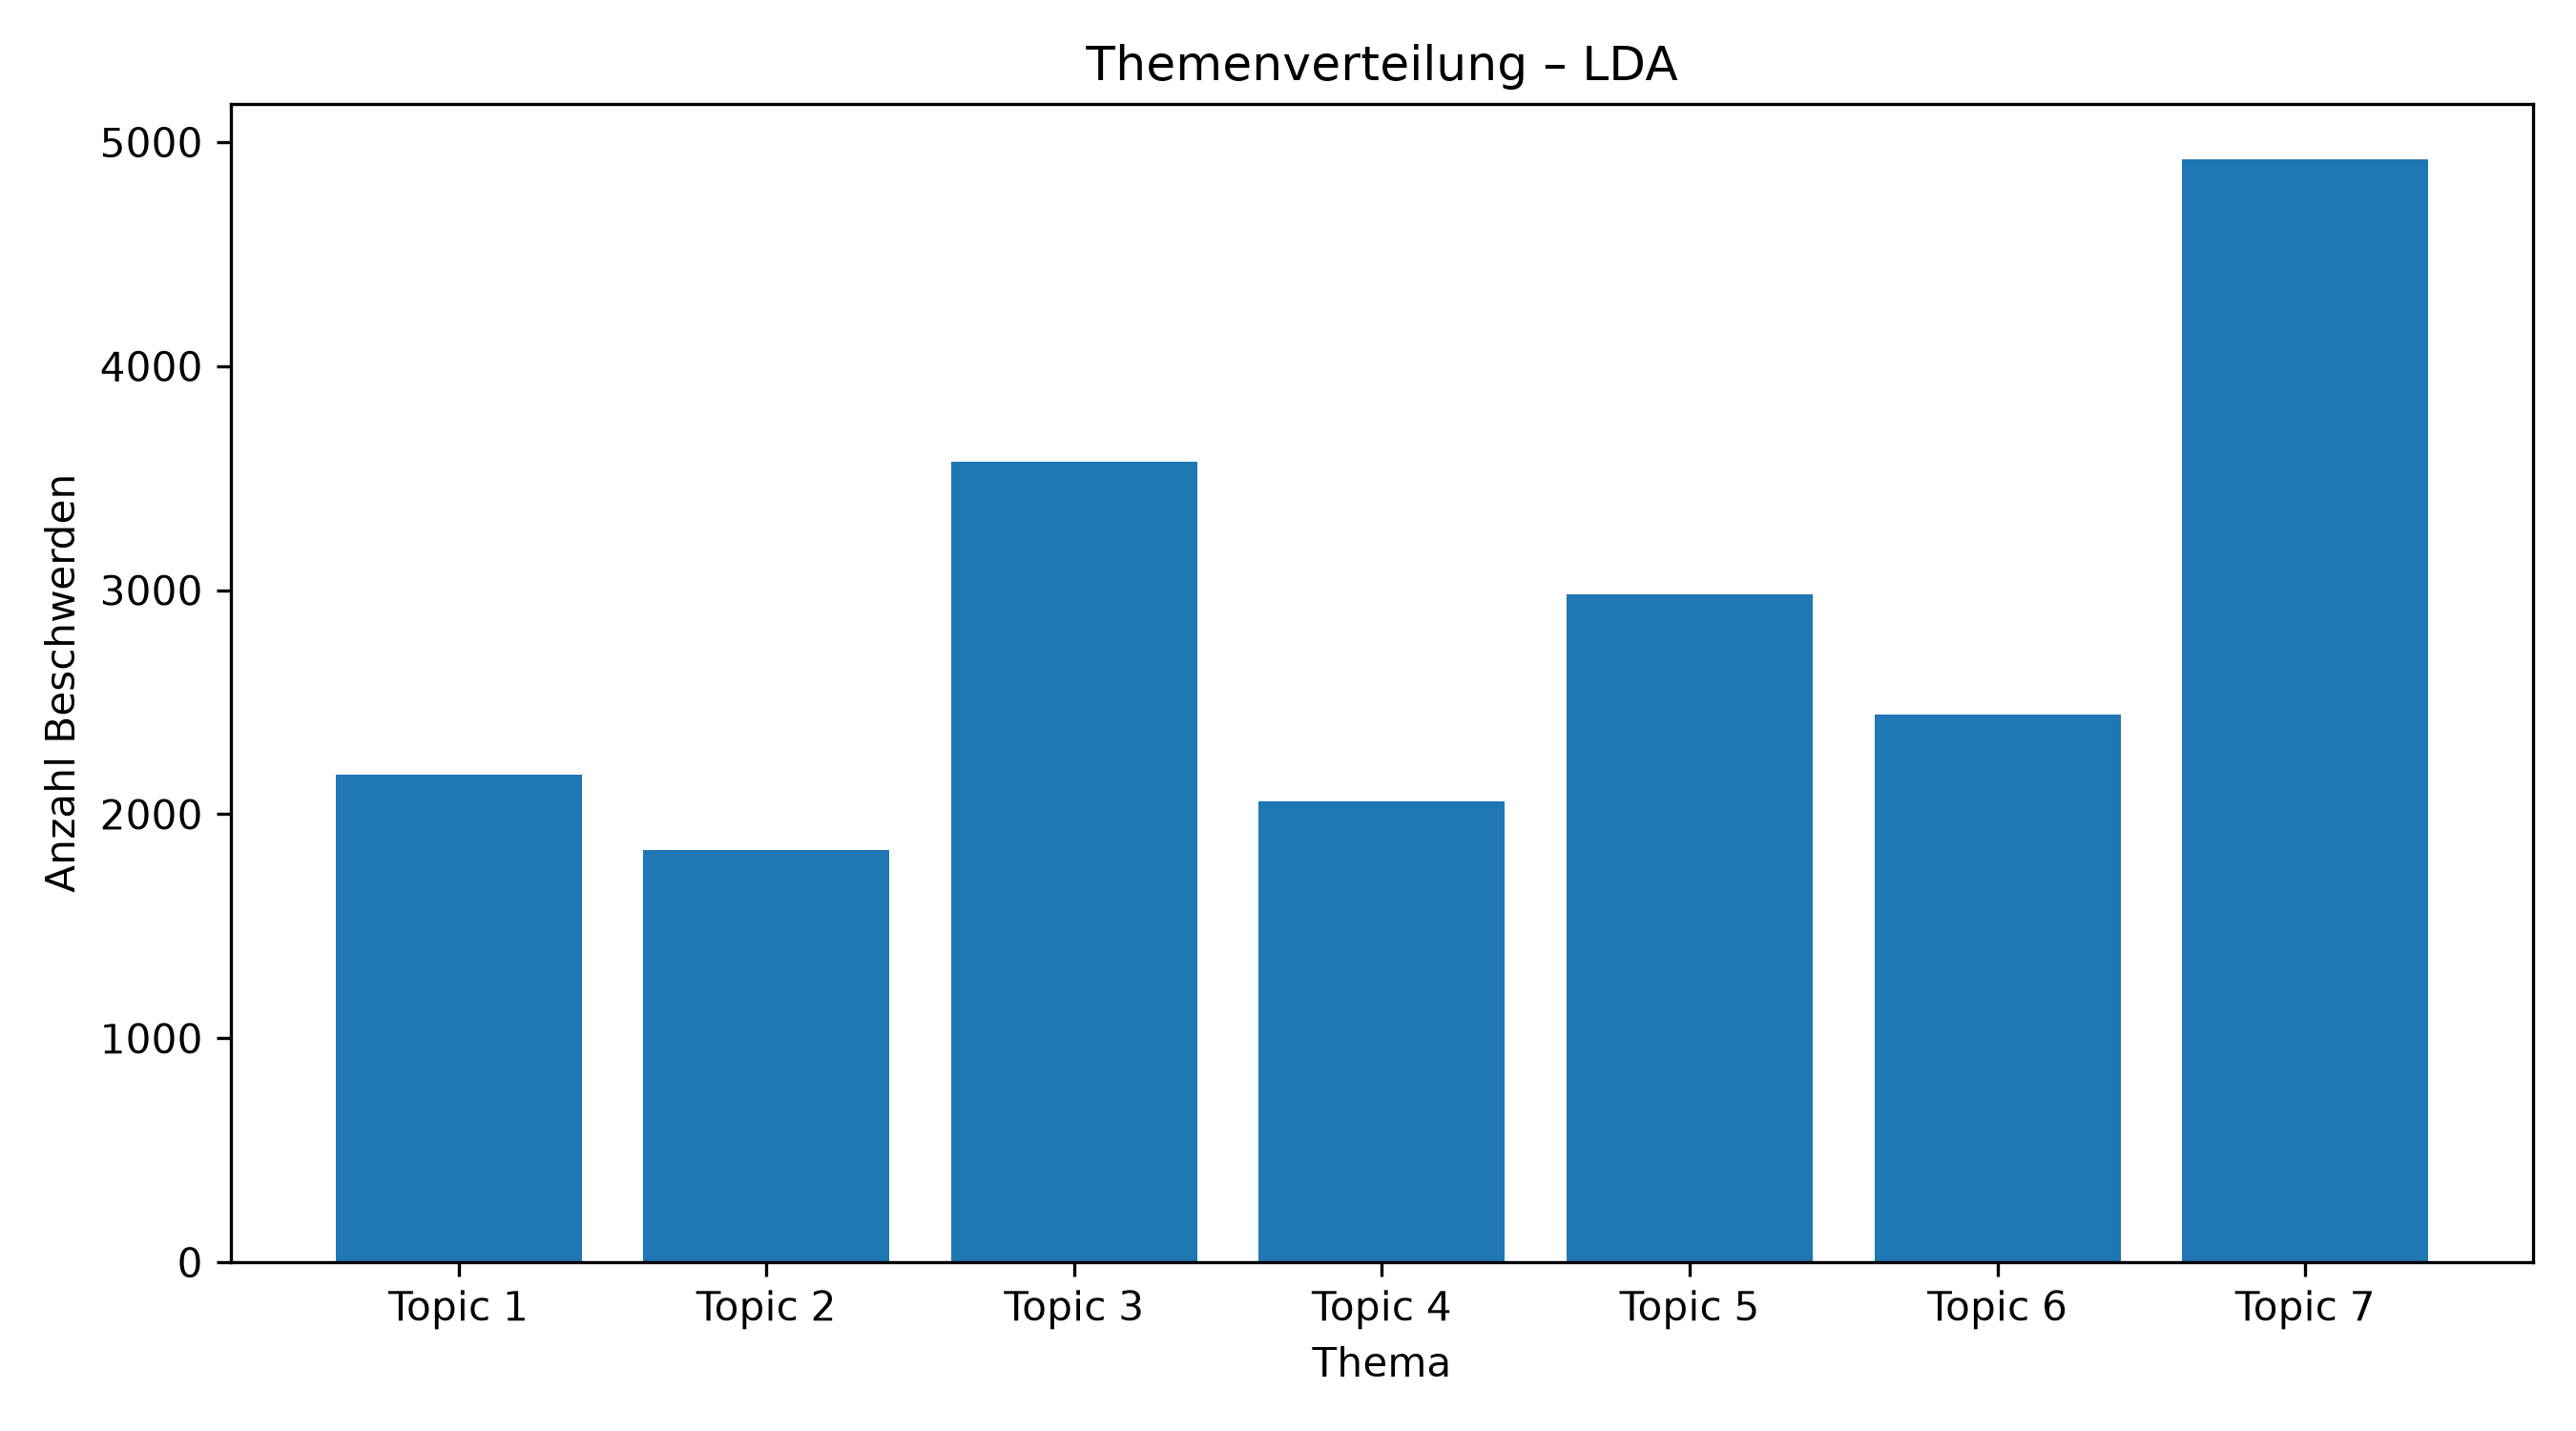 Themenverteilung – LDA
Anzahl Beschwerden
5000
4000
3000
2000
1000
0
Topic 1 Topic 2 Topic 3 Topic 4 Topic 5 Topic 6 Topic 7
Thema